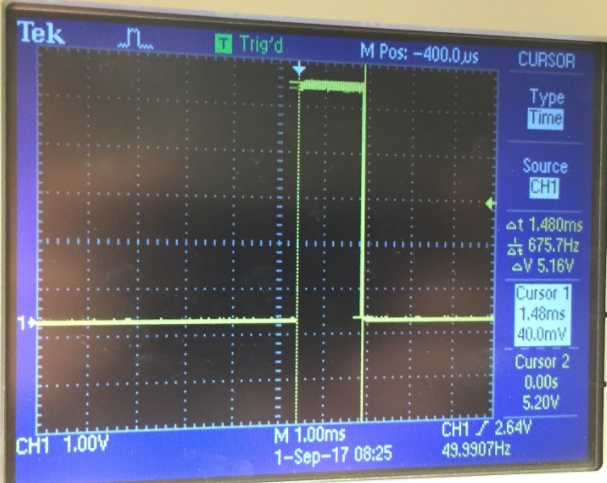 Tek
T Trig'd
M Pos: -400.0µs
CURSOR
Type
Time
Source
CH1
Δt 1.480ms
1/Δt 675.7Hz
ΔV 5.16V
Cursor 1
1.48ms
40.0mV
Cursor 2
0.00s
5.20V
1
CH1 1.00V
M 1.00ms
CH1 / 2.64V
1-Sep-17 08:25
49.9907Hz